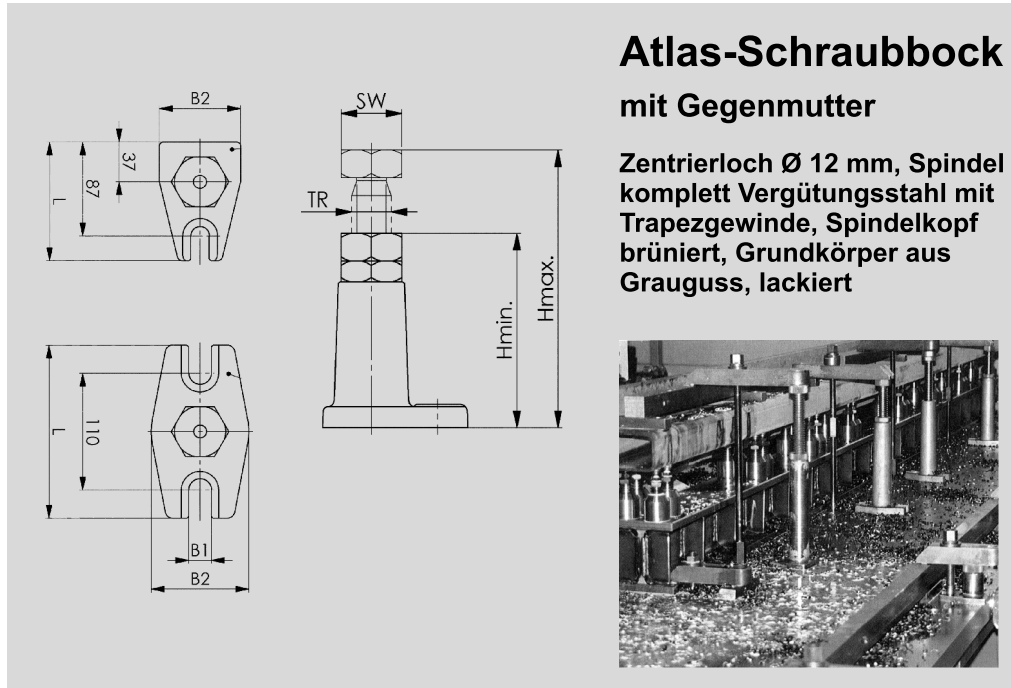 Atlas-Schraubbock
mit Gegenmutter
Zentrierloch Ø 12 mm, Spindel
komplett Vergütungsstahl mit
Trapezgewinde, Spindelkopf
brüniert, Grundkörper aus
Grauguss, lackiert
B2
37
87
L
SW
TR
Hmin.
Hmax.
L
110
B1
B2